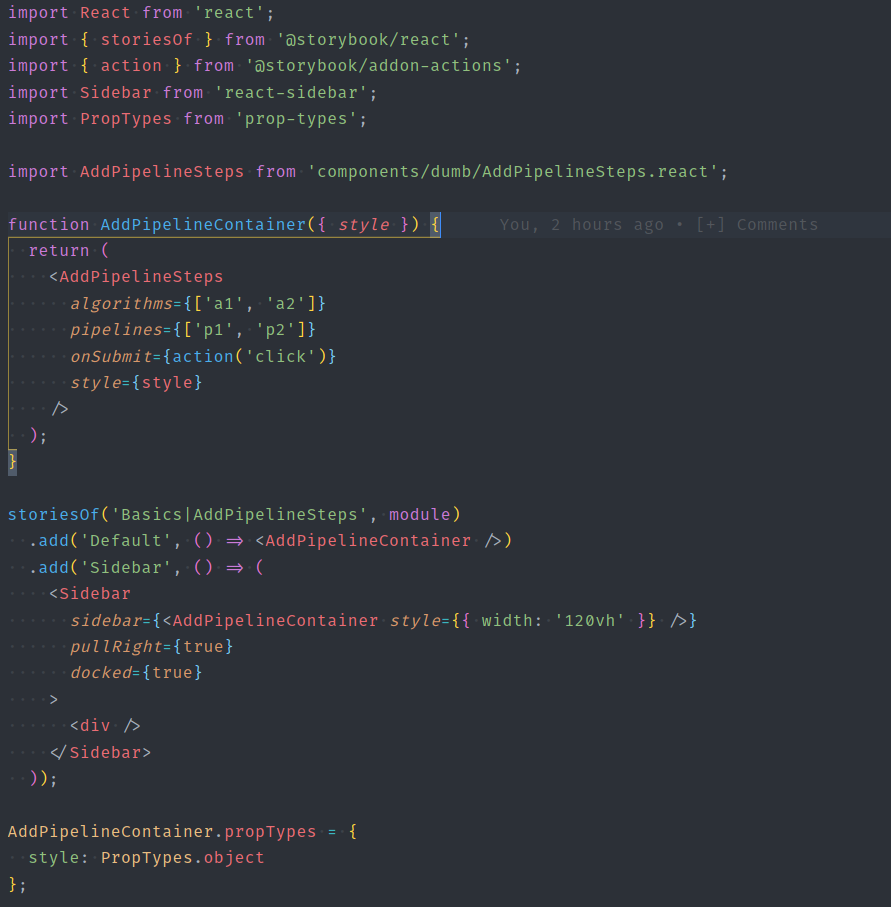 import React from 'react';
import { storiesOf } from '@storybook/react';
import { action } from '@storybook/addon-actions';
import Sidebar from 'react-sidebar';
import PropTypes from 'prop-types';

import AddPipelineSteps from 'components/dumb/AddPipelineSteps.react';

function AddPipelineContainer({ style }) {      You, 2 hours ago • [+] Comments
  return (
    <AddPipelineSteps
      algorithms={['a1', 'a2']}
      pipelines={['p1', 'p2']}
      onSubmit={action('click')}
      style={style}
    />
  );
}

storiesOf('Basics|AddPipelineSteps', module)
  .add('Default', () => <AddPipelineContainer />)
  .add('Sidebar', () => (
    <Sidebar
      sidebar={<AddPipelineContainer style={{ width: '120vh' }} />}
      pullRight={true}
      docked={true}
    >
      <div />
    </Sidebar>
  ));

AddPipelineContainer.propTypes = {
  style: PropTypes.object
};